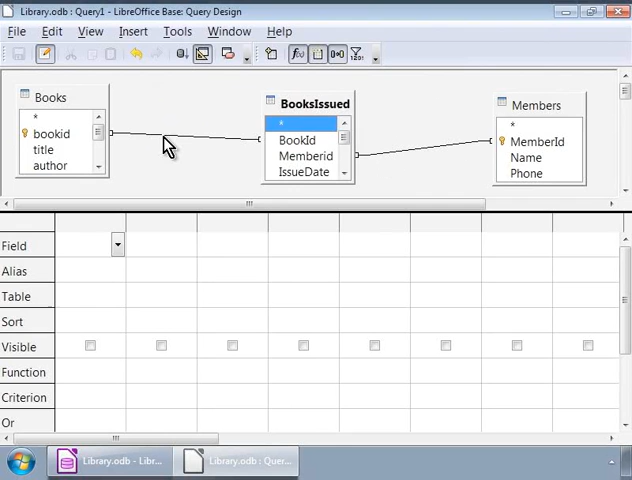 Library.odb : Query1 - LibreOffice Base: Query Design
File Edit View Insert Tools Window Help
Books
*
bookid
title
author
BooksIssued
*
BookId
Memberid
IssueDate
Members
*
MemberId
Name
Phone
Field
Alias
Table
Sort
Visible
Function
Criterion
Or
Library.odb - Libr...
Library.odb : Quer...